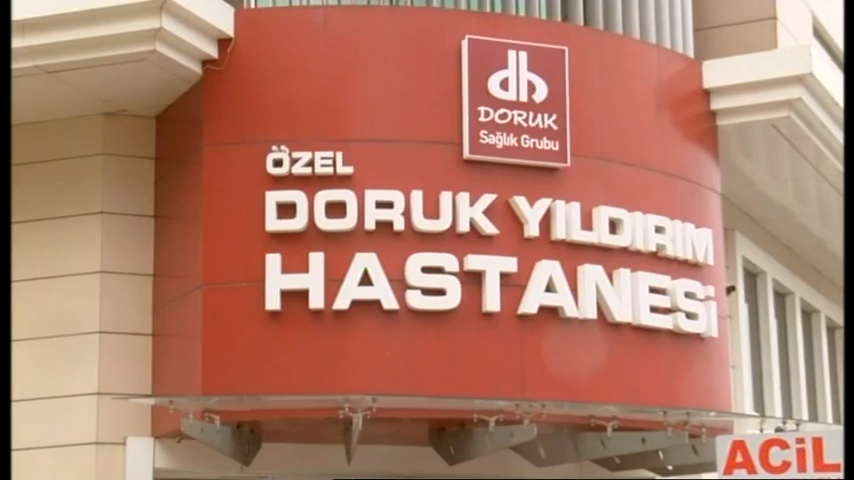 dh
DORUK
Sağlık Grubu
ÖZEL
DORUK YILDIRIM
HASTANESİ
ACİL